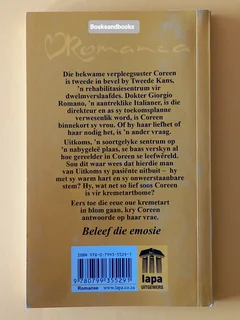 Boeksandbooks
Romanza
Die bekwame verpleegsuster Coreen
is tweede in bevel by Tweede Kans,
'n rehabilitasiesentrum vir
dwelmverslaafdes. Dokter Giorgio
Romano, 'n aantreklike Italianer, is
die direkteur en as sy toekomsplanne
verwesenlik word, is Coreen
binnekort sy vrou. Of hy haar liefhet of
haar nodig het, is 'n ander vraag.
Uitkoms, 'n soortgelyke sentrum op
'n nabygeleë plaas, se baas verskyn al
hoe gereelder in Coreen se leefwêreld.
Sou dit waar wees dat hierdie man
van Uitkoms sy pasiënte uitbuit – hy
met sy warm hart en sy onweerstaanbare
stem? Hy, wat net so lief soos Coreen
is vir kremetartbome?
Eers toe die eeue oue kremetart
in blom gaan, kry Coreen
antwoorde op haar vrae.
Beleef die emosie
ISBN 978-0-7993-5529-1
9 780799 355291
Romanse
lapa
UITGEWERS
www.lapa.co.za